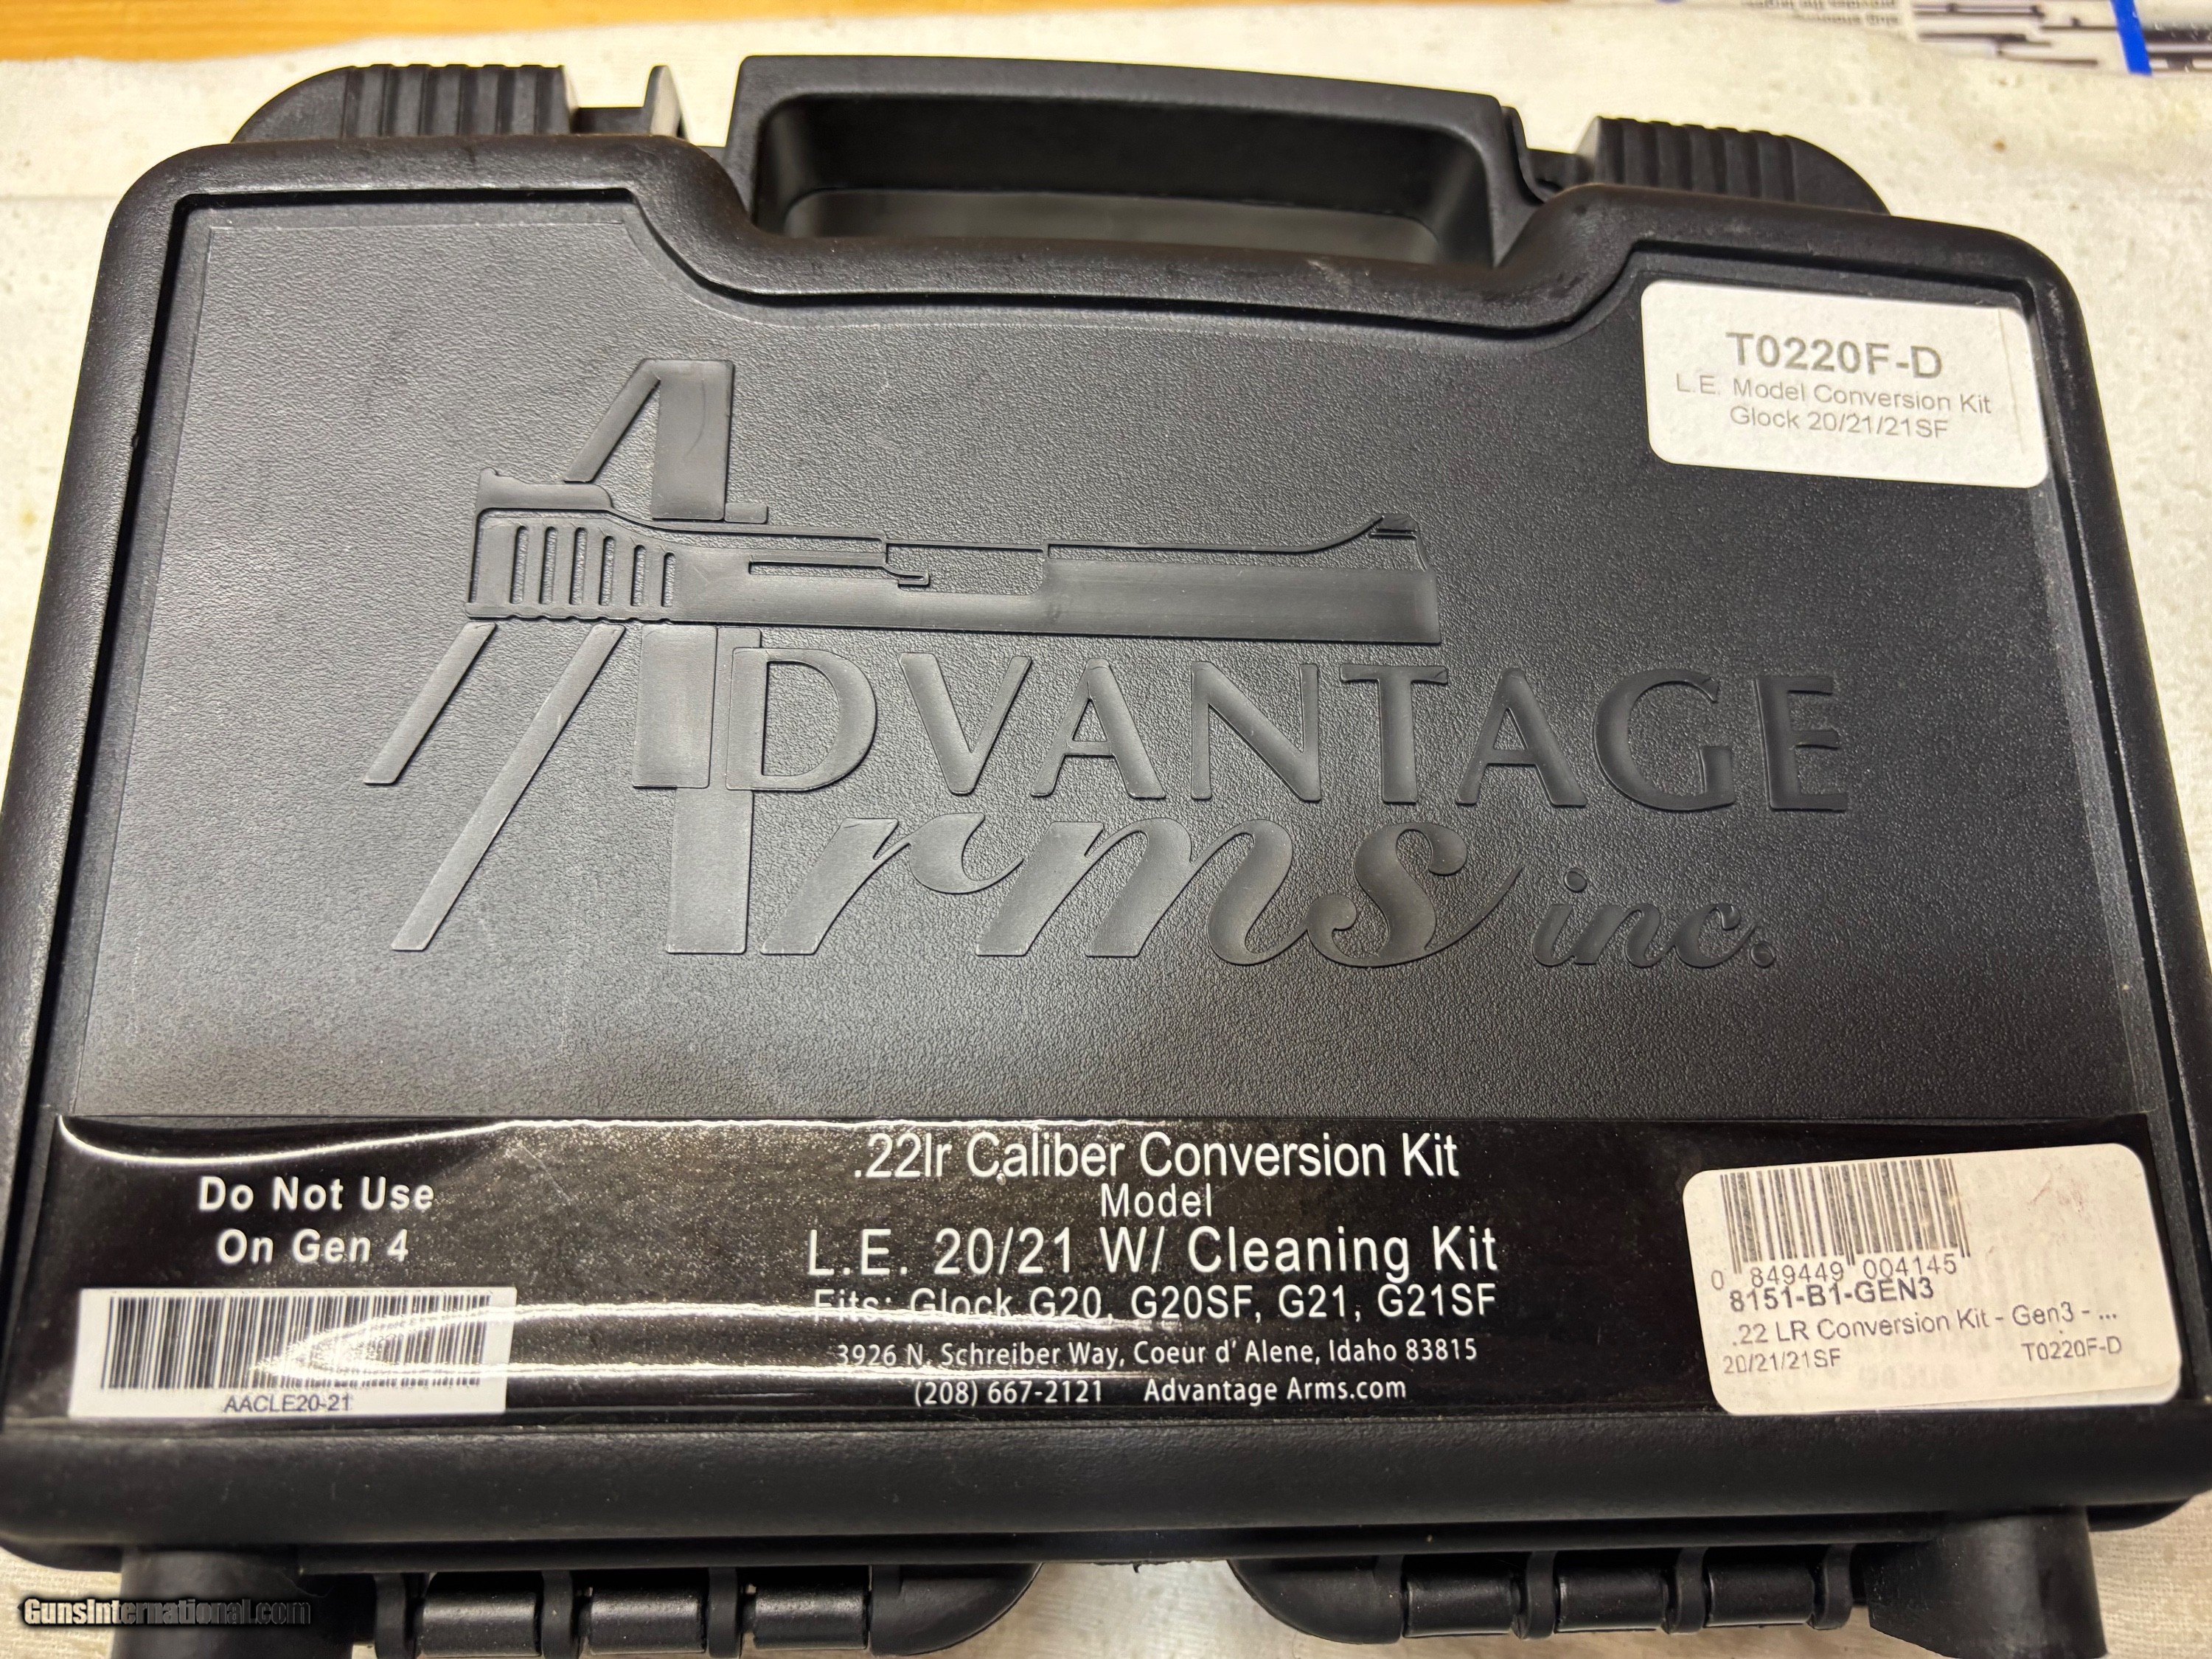 T0220F-D
L.E. Model Conversion Kit
Glock 20/21/21SF
ADVANTAGE
Arms inc.
Do Not Use
On Gen 4
AACLE20-21
.22lr Caliber Conversion Kit
Model
L.E. 20/21 W/ Cleaning Kit
Fits: Glock G20, G20SF, G21, G21SF
3926 N. Schreiber Way, Coeur d' Alene, Idaho 83815
(208) 667-2121 Advantage Arms.com
0 849449 004145
8151-B1-GEN3
.22 LR Conversion Kit - Gen3 - ...
20/21/21SF T0220F-D
GunsInternational.com